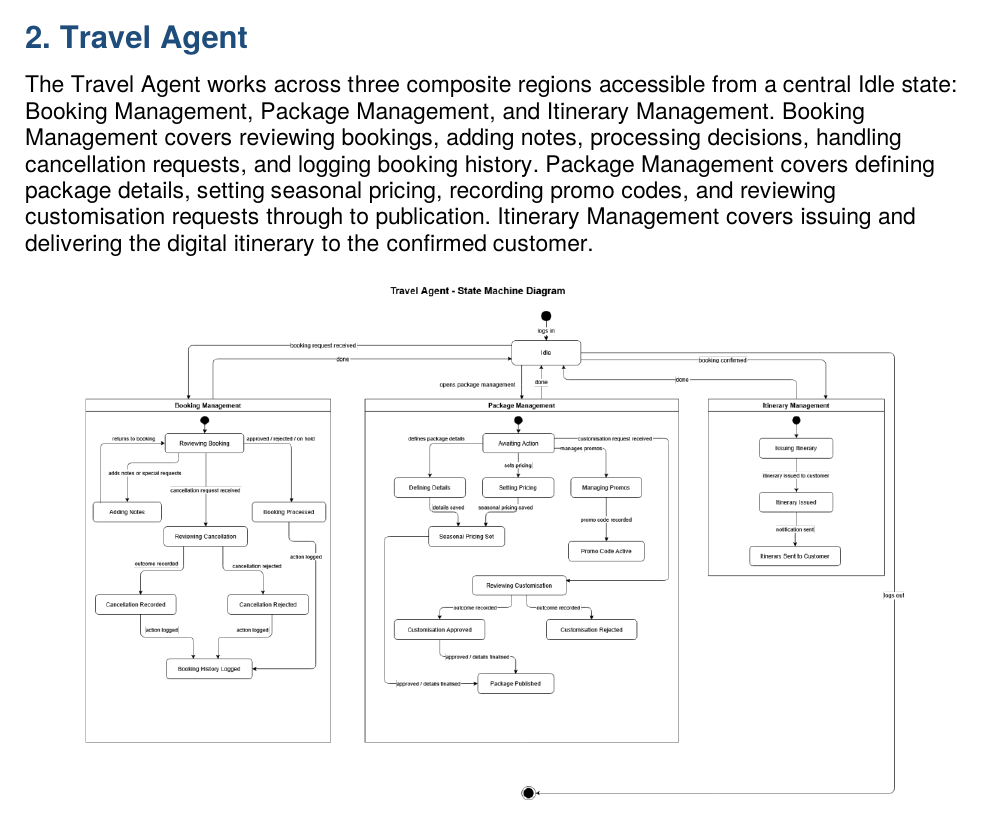 2. Travel Agent
The Travel Agent works across three composite regions accessible from a central Idle state:
Booking Management, Package Management, and Itinerary Management. Booking
Management covers reviewing bookings, adding notes, processing decisions, handling
cancellation requests, and logging booking history. Package Management covers defining
package details, setting seasonal pricing, recording promo codes, and reviewing
customisation requests through to publication. Itinerary Management covers issuing and
delivering the digital itinerary to the confirmed customer.
Travel Agent - State Machine Diagram
logs in
Idle
booking request received
done
opens package management
done
booking confirmed
done
logs out
Booking Management
Reviewing Booking
returns to booking
approved / rejected / on hold
adds notes or special requests
cancellation request received
Adding Notes
Booking Processed
Reviewing Cancellation
action logged
outcome recorded
cancellation rejected
Cancellation Recorded
Cancellation Rejected
action logged
action logged
Booking History Logged
Package Management
Awaiting Action
defines package details
customisation request received
manages promos
sets pricing
Defining Details
Setting Pricing
Managing Promos
details saved
seasonal pricing saved
promo code recorded
Seasonal Pricing Set
Promo Code Active
Reviewing Customisation
outcome recorded
outcome recorded
Customisation Approved
Customisation Rejected
approved / details finalised
approved / details finalised
Package Published
Itinerary Management
Issuing Itinerary
itinerary issued to customer
Itinerary Issued
notification sent
Itinerary Sent to Customer